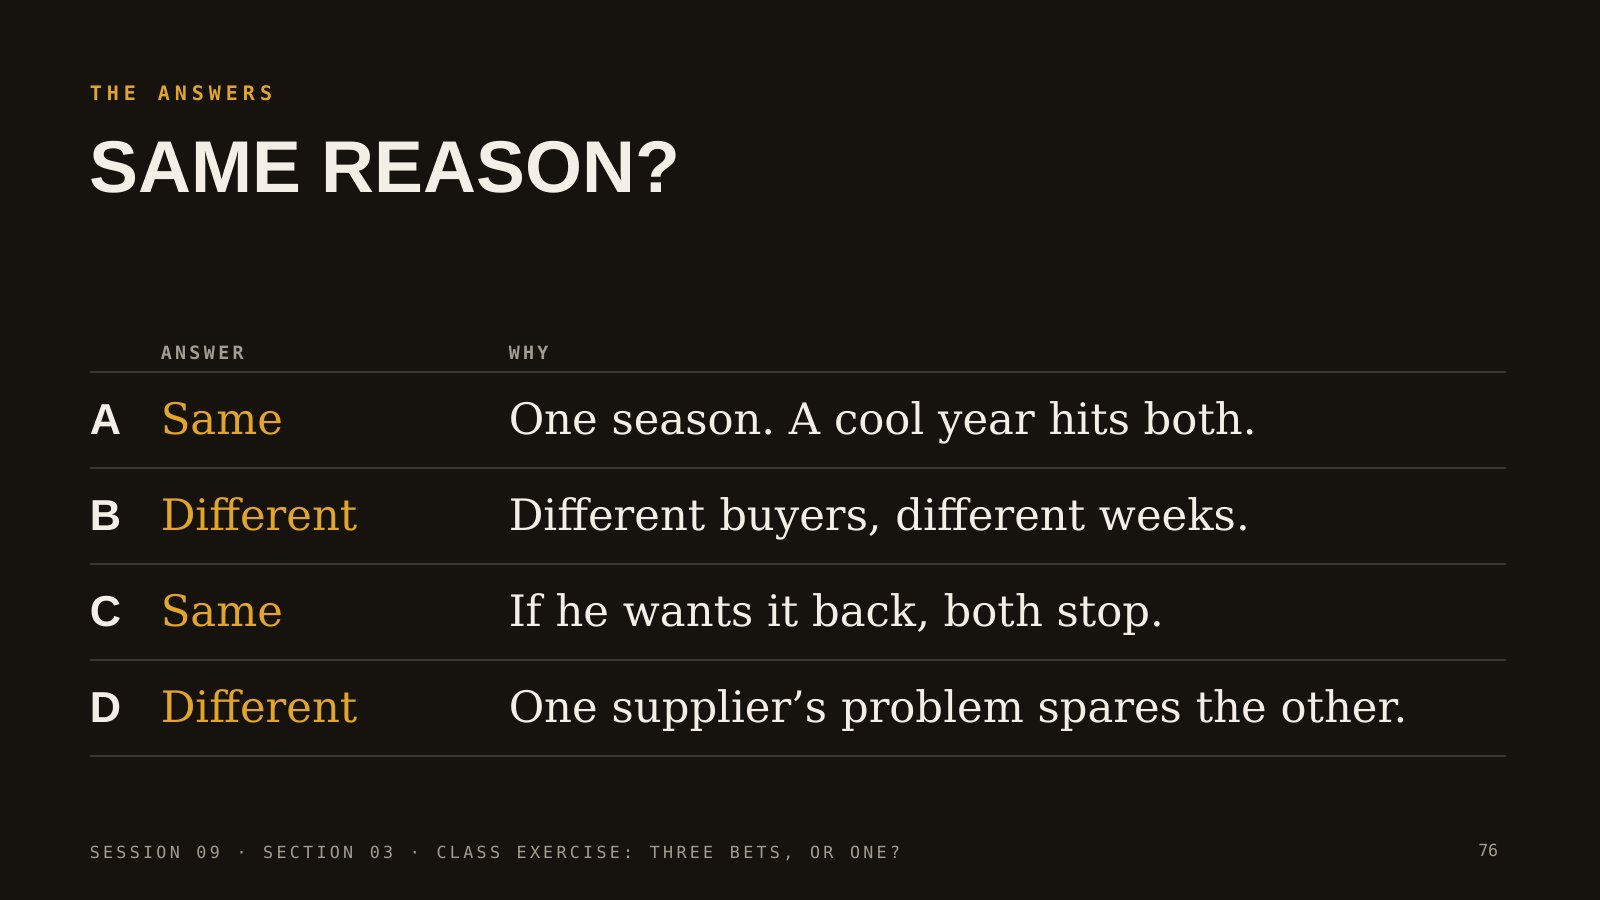 THE ANSWERS
SAME REASON?
ANSWER WHY
A Same One season. A cool year hits both.
B Different Different buyers, different weeks.
C Same If he wants it back, both stop.
D Different One supplier’s problem spares the other.
SESSION 09 · SECTION 03 · CLASS EXERCISE: THREE BETS, OR ONE? 76